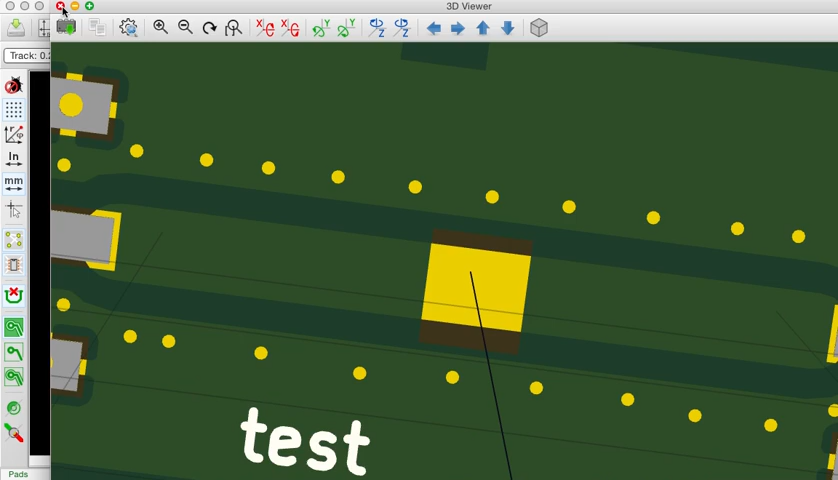 3D Viewer
Track: 0.2
X X Y Y Z Z
In
mm
test
Pads